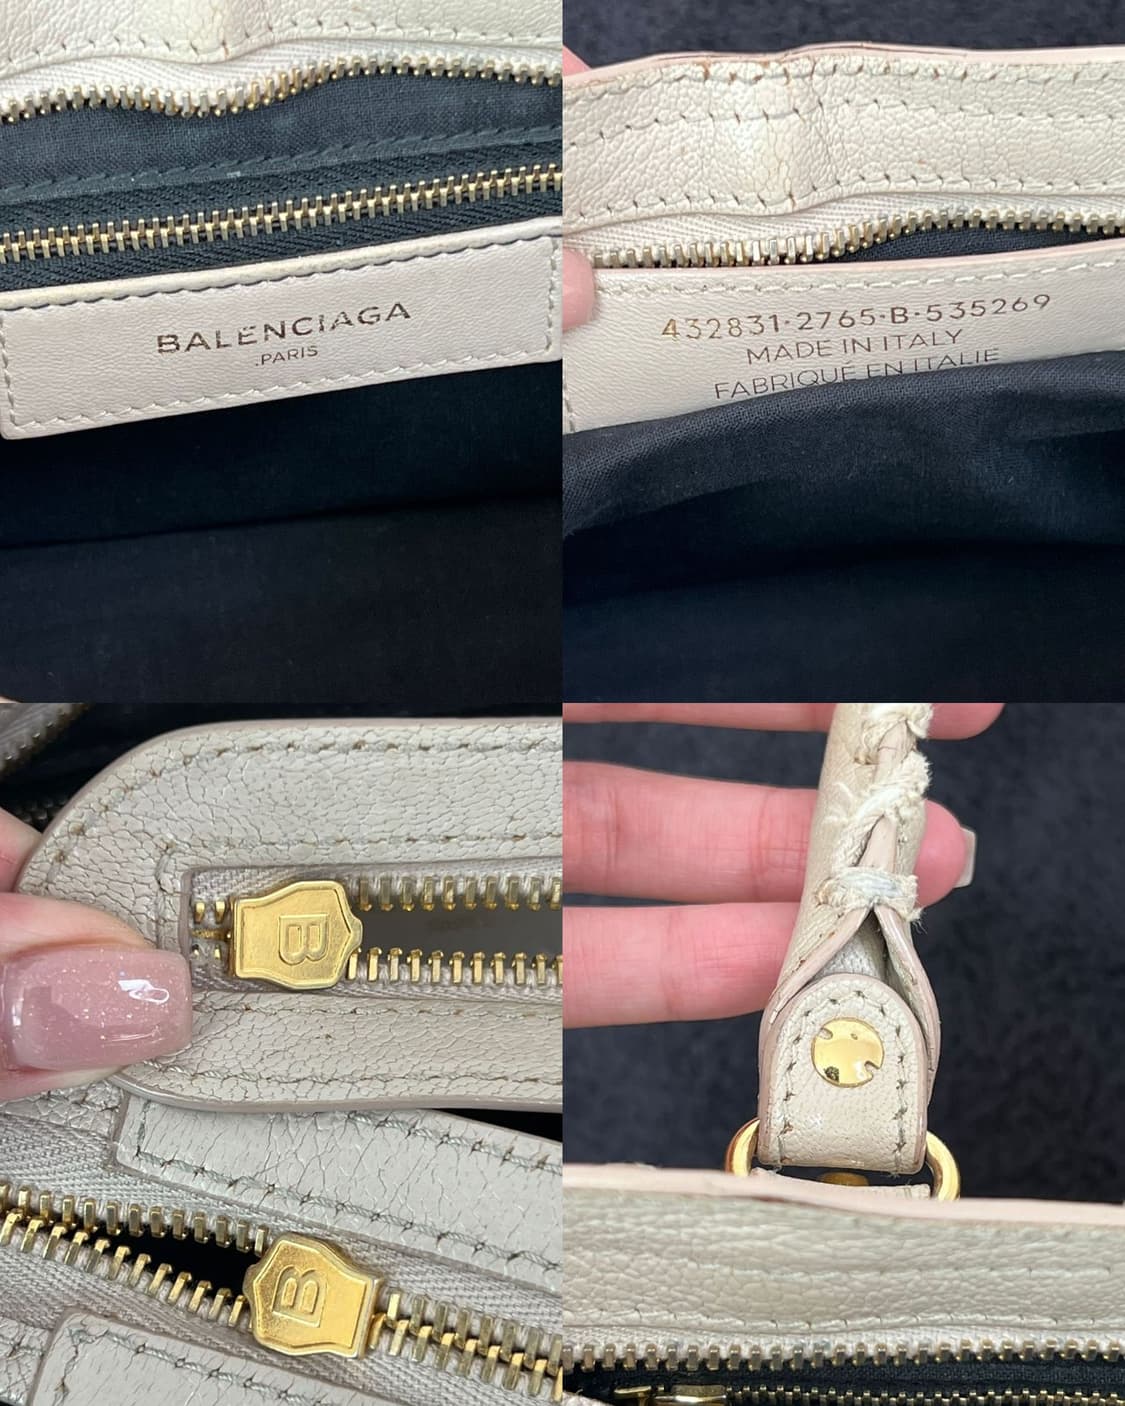 BALENCIAGA
.PARIS
432831·2765·B·535269
MADE IN ITALY
FABRIQUÉ EN ITALIE
B
B